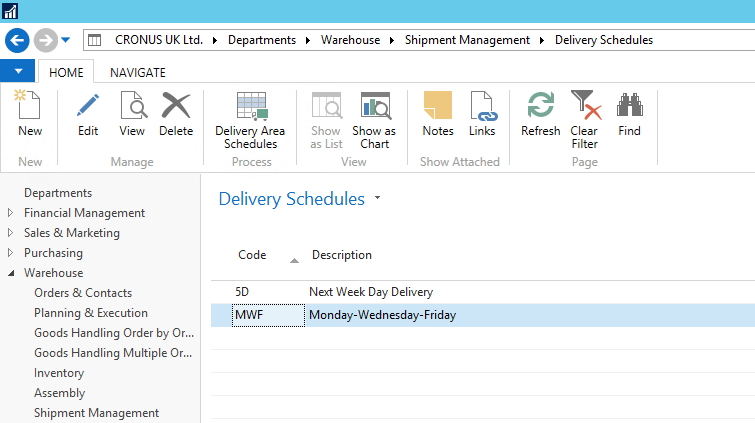 CRONUS UK Ltd. Departments Warehouse Shipment Management Delivery Schedules
HOME NAVIGATE
New Edit View Delete Delivery Area Schedules Show as List Show as Chart Notes Links Refresh Clear Filter Find
New Manage Process View Show Attached Page
Departments
Financial Management
Sales & Marketing
Purchasing
Warehouse
Orders & Contacts
Planning & Execution
Goods Handling Order by Or...
Goods Handling Multiple Or...
Inventory
Assembly
Shipment Management
Delivery Schedules
Code Description
5D Next Week Day Delivery
MWF Monday-Wednesday-Friday